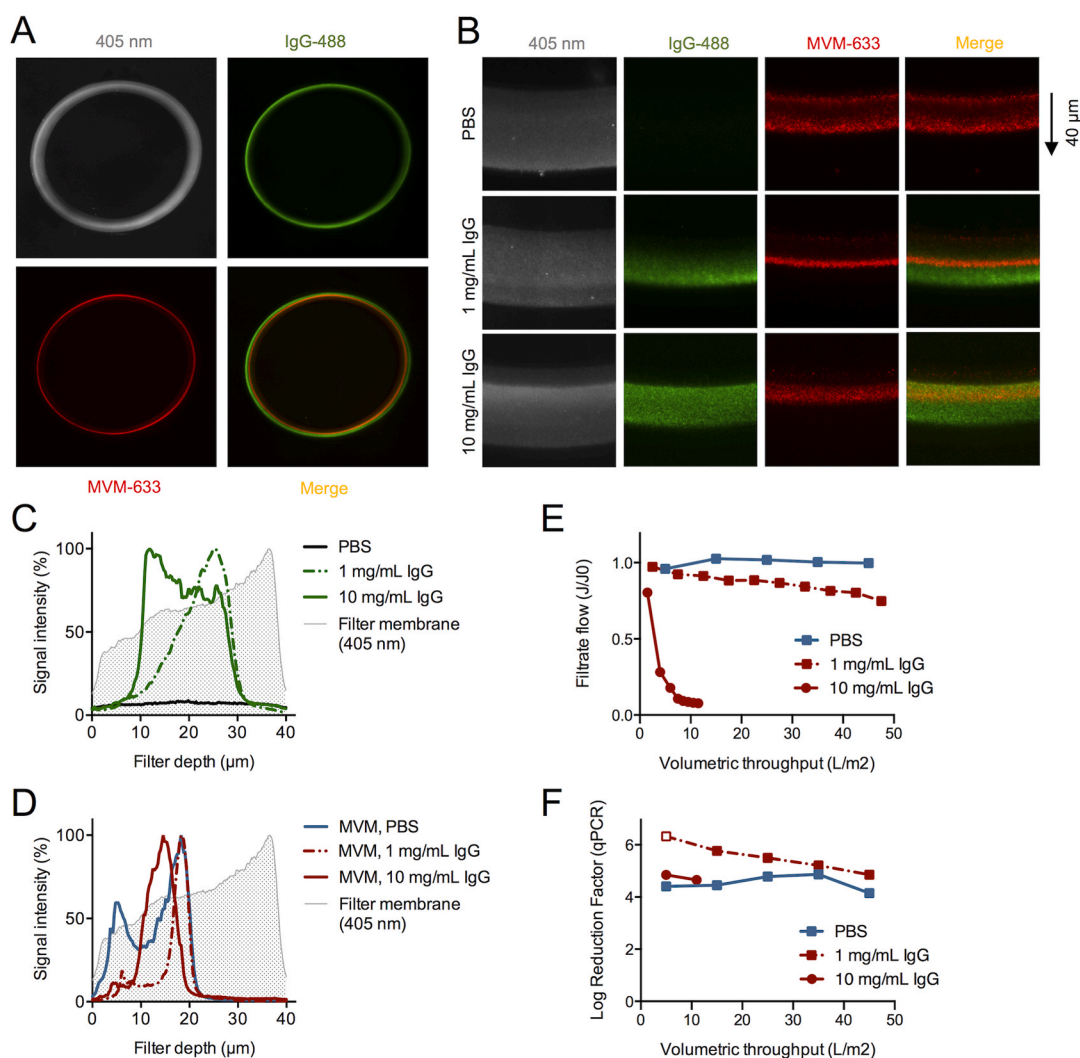 A
405 nm
IgG-488
MVM-633
Merge
B
405 nm
IgG-488
MVM-633
Merge
PBS
1 mg/mL IgG
10 mg/mL IgG
40 µm
C
Signal intensity (%)
100
50
0
0 10 20 30 40
Filter depth (µm)
PBS
1 mg/mL IgG
10 mg/mL IgG
Filter membrane
(405 nm)
D
Signal intensity (%)
100
50
0
0 10 20 30 40
Filter depth (µm)
MVM, PBS
MVM, 1 mg/mL IgG
MVM, 10 mg/mL IgG
Filter membrane
(405 nm)
E
Filtrate flow (J/J0)
1.0
0.5
0.0
0 10 20 30 40 50
Volumetric throughput (L/m2)
PBS
1 mg/mL IgG
10 mg/mL IgG
F
Log Reduction Factor (qPCR)
6
4
2
0
0 10 20 30 40 50
Volumetric throughput (L/m2)
PBS
1 mg/mL IgG
10 mg/mL IgG